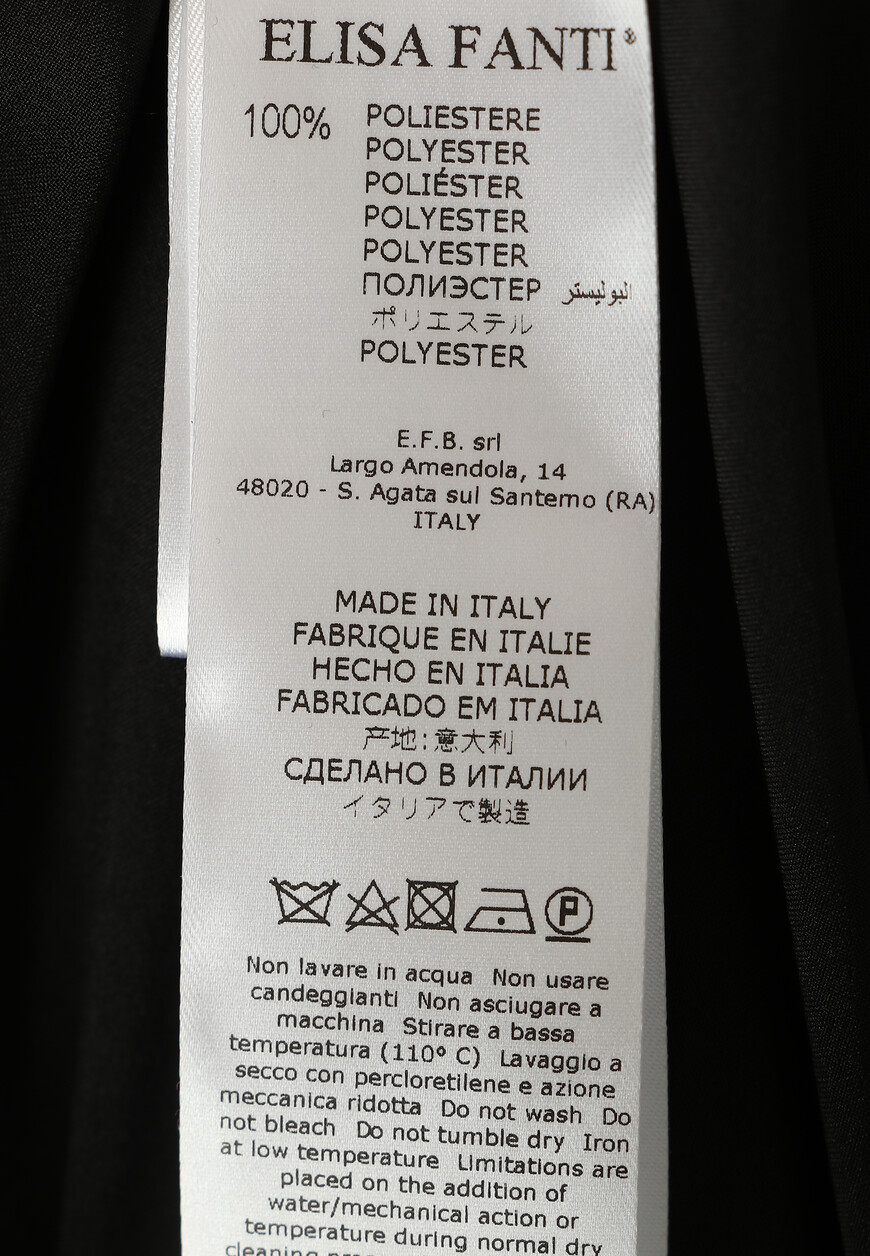 ELISA FANTI®
100% POLIESTERE
POLYESTER
POLIÉSTER
POLYESTER
POLYESTER
ПОЛИЭСТЕР البوليستر
ポリエステル
POLYESTER
E.F.B. srl
Largo Amendola, 14
48020 - S. Agata sul Santerno (RA)
ITALY
MADE IN ITALY
FABRIQUE EN ITALIE
HECHO EN ITALIA
FABRICADO EM ITALIA
产地:意大利
СДЕЛАНО В ИТАЛИИ
イタリアで製造
P
Non lavare in acqua Non usare
candeggianti Non asciugare a
macchina Stirare a bassa
temperatura (110° C) Lavaggio a
secco con percloretilene e azione
meccanica ridotta Do not wash Do
not bleach Do not tumble dry Iron
at low temperature Limitations are
placed on the addition of
water/mechanical action or
temperature during normal dry
cleaning